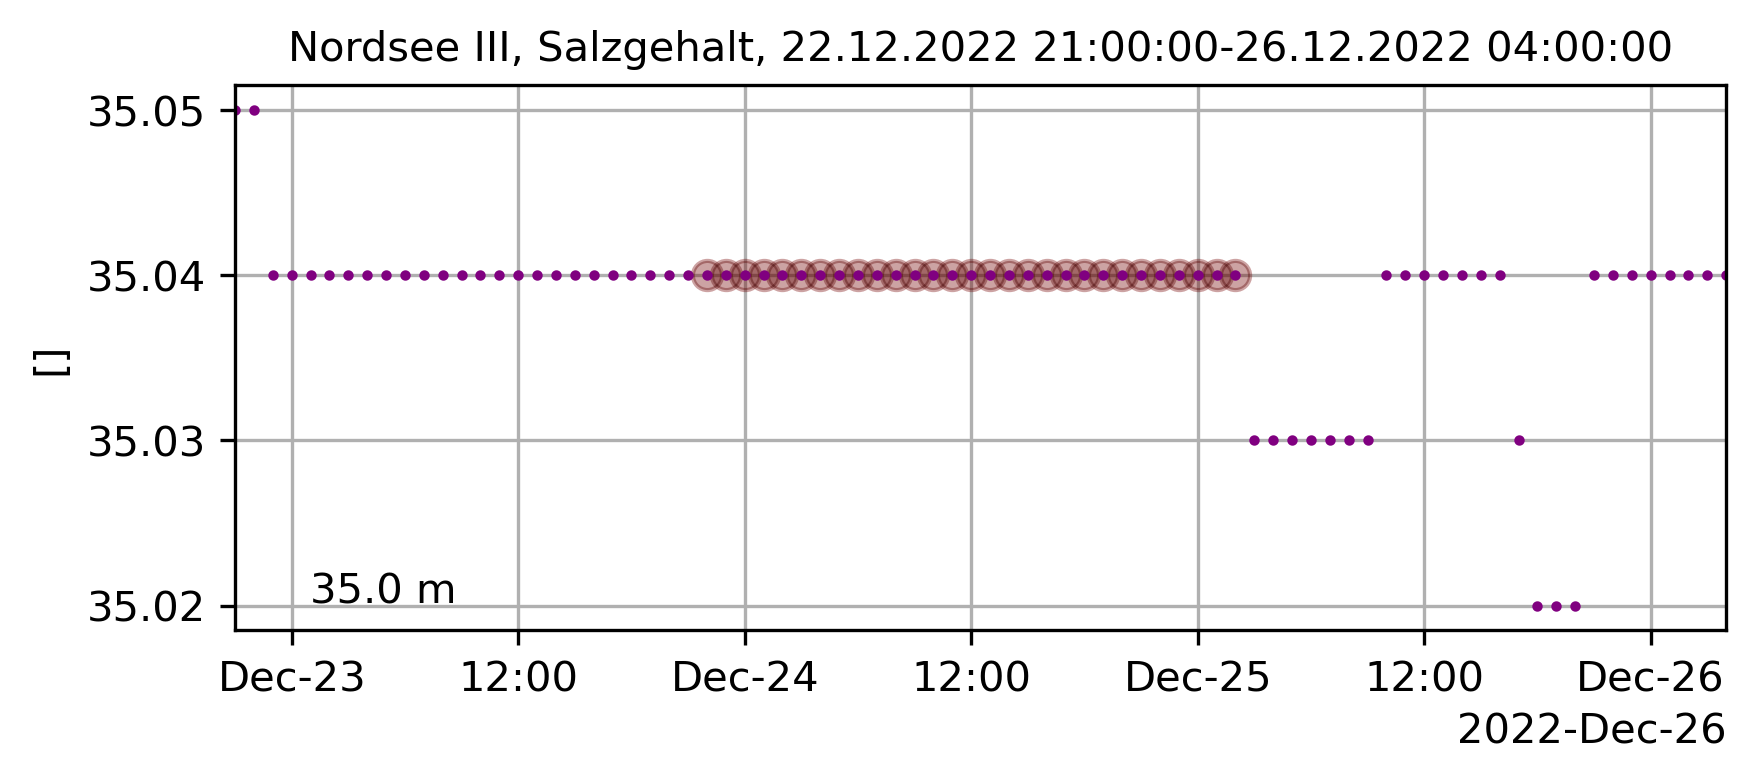 Nordsee III, Salzgehalt, 22.12.2022 21:00:00-26.12.2022 04:00:00
35.05
35.04
[]
35.03
35.0 m
35.02
Dec-23 12:00 Dec-24 12:00 Dec-25 12:00 Dec-26
2022-Dec-26